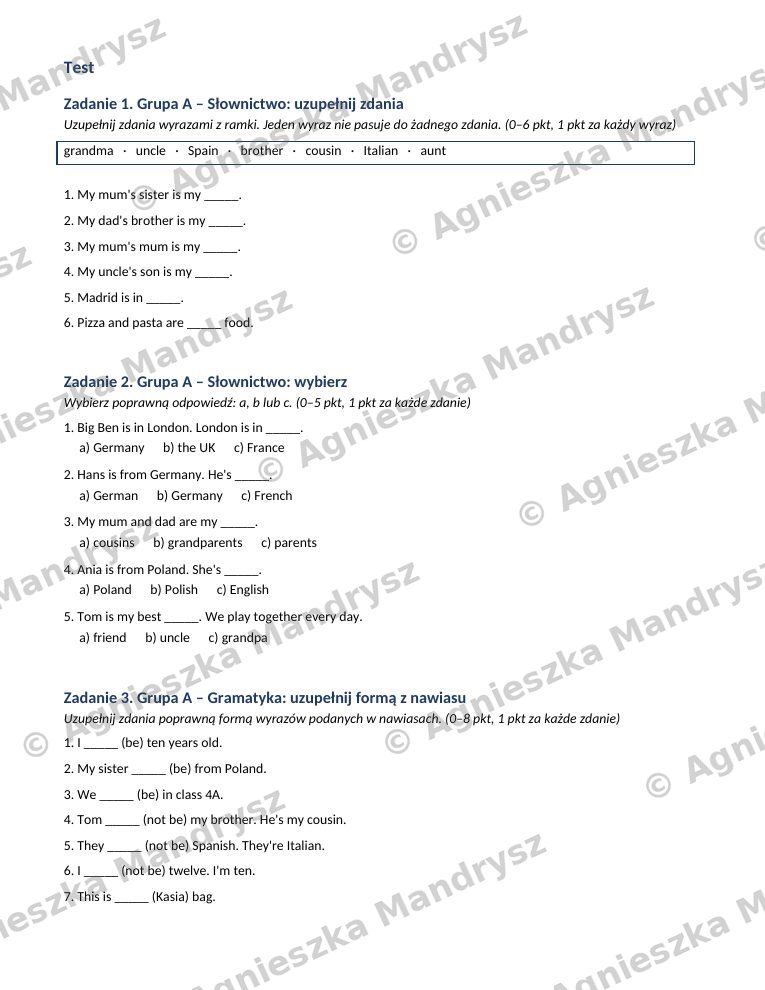 Test
Zadanie 1. Grupa A – Słownictwo: uzupełnij zdania
Uzupełnij zdania wyrazami z ramki. Jeden wyraz nie pasuje do żadnego zdania. (0–6 pkt, 1 pkt za każdy wyraz)
grandma · uncle · Spain · brother · cousin · Italian · aunt
1. My mum's sister is my _____.
2. My dad's brother is my _____.
3. My mum's mum is my _____.
4. My uncle's son is my _____.
5. Madrid is in _____.
6. Pizza and pasta are _____ food.
Zadanie 2. Grupa A – Słownictwo: wybierz
Wybierz poprawną odpowiedź: a, b lub c. (0–5 pkt, 1 pkt za każde zdanie)
1. Big Ben is in London. London is in _____.
a) Germany b) the UK c) France
2. Hans is from Germany. He's _____.
a) German b) Germany c) French
3. My mum and dad are my _____.
a) cousins b) grandparents c) parents
4. Ania is from Poland. She's _____.
a) Poland b) Polish c) English
5. Tom is my best _____. We play together every day.
a) friend b) uncle c) grandpa
Zadanie 3. Grupa A – Gramatyka: uzupełnij formą z nawiasu
Uzupełnij zdania poprawną formą wyrazów podanych w nawiasach. (0–8 pkt, 1 pkt za każde zdanie)
1. I _____ (be) ten years old.
2. My sister _____ (be) from Poland.
3. We _____ (be) in class 4A.
4. Tom _____ (not be) my brother. He's my cousin.
5. They _____ (not be) Spanish. They're Italian.
6. I _____ (not be) twelve. I'm ten.
7. This is _____ (Kasia) bag.
© Agnieszka Mandrysz